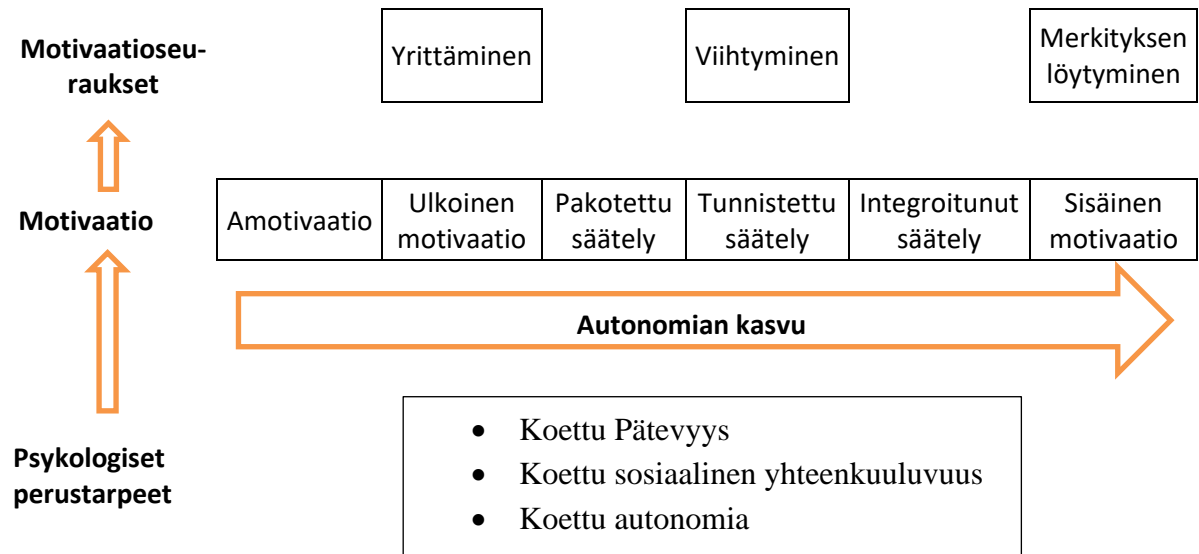 Motivaatioseu-
raukset
Yrittäminen
Viihtyminen
Merkityksen
löytyminen
Motivaatio
Amotivaatio
Ulkoinen
motivaatio
Pakotettu
säätely
Tunnistettu
säätely
Integroitunut
säätely
Sisäinen
motivaatio
Autonomian kasvu
Psykologiset
perustarpeet
• Koettu Pätevyys
• Koettu sosiaalinen yhteenkuuluvuus
• Koettu autonomia